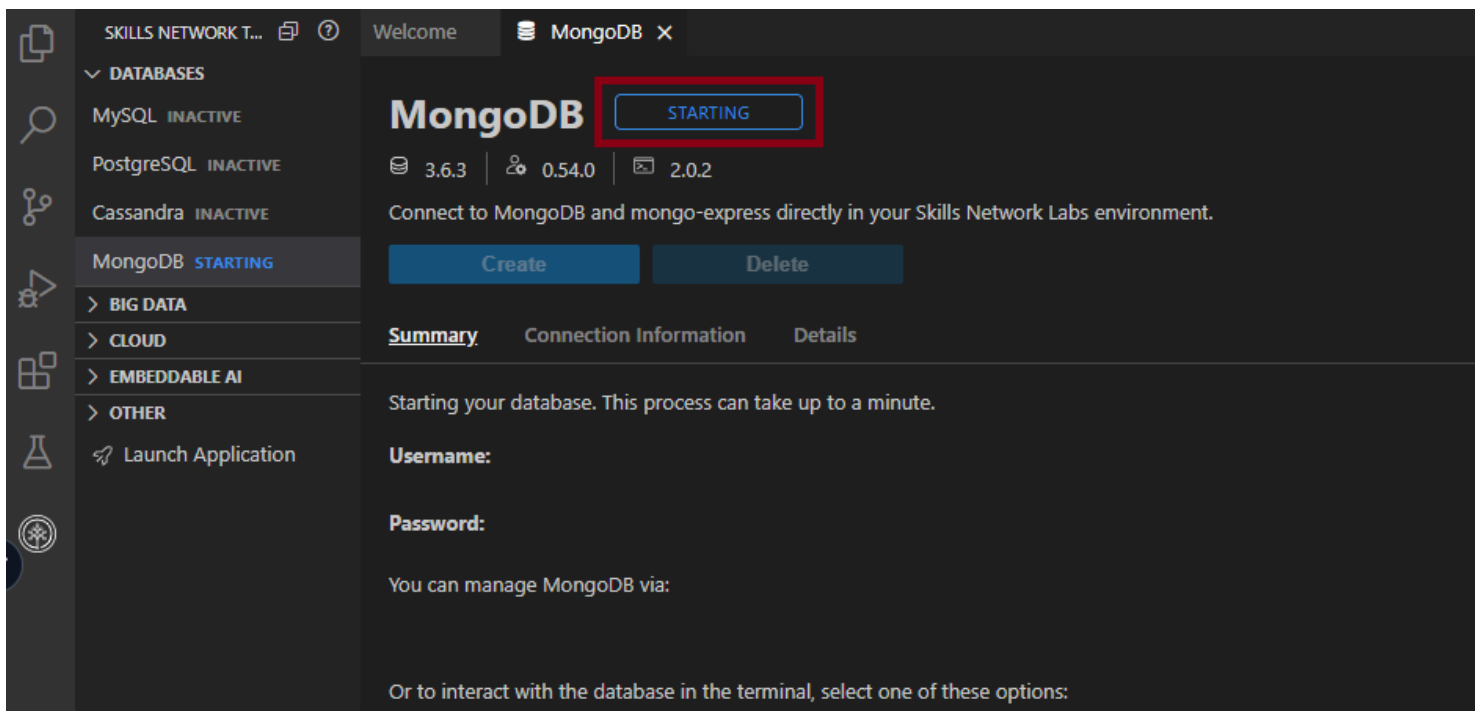 SKILLS NETWORK T...
DATABASES
MySQL INACTIVE
PostgreSQL INACTIVE
Cassandra INACTIVE
MongoDB STARTING
BIG DATA
CLOUD
EMBEDDABLE AI
OTHER
Launch Application
Welcome
MongoDB
MongoDB STARTING
3.6.3 0.54.0 2.0.2
Connect to MongoDB and mongo-express directly in your Skills Network Labs environment.
Create Delete
Summary Connection Information Details
Starting your database. This process can take up to a minute.
Username:
Password:
You can manage MongoDB via:
Or to interact with the database in the terminal, select one of these options: